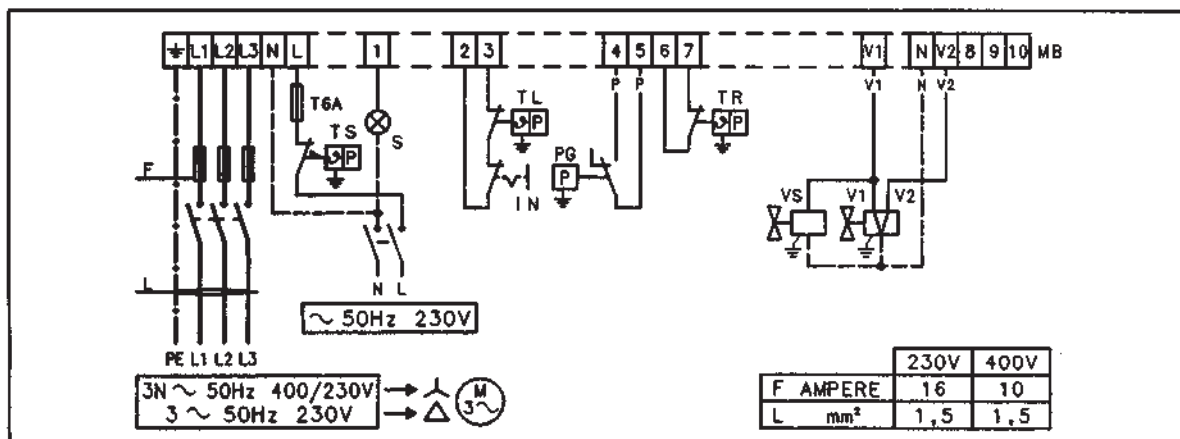 L1 L2 L3 N L 1 2 3 4 5 6 7 V1 N V2 8 9 10 MB
P P V1 N V2
T6A TL TR
TS
S
F PG P
IN
VS V1 V2
L
N L
∼ 50Hz 230V
PE L1 L2 L3
3N ∼ 50Hz 400/230V
3 ∼ 50Hz 230V
M
3∼
230V 400V
F AMPERE 16 10
L mm² 1,5 1,5